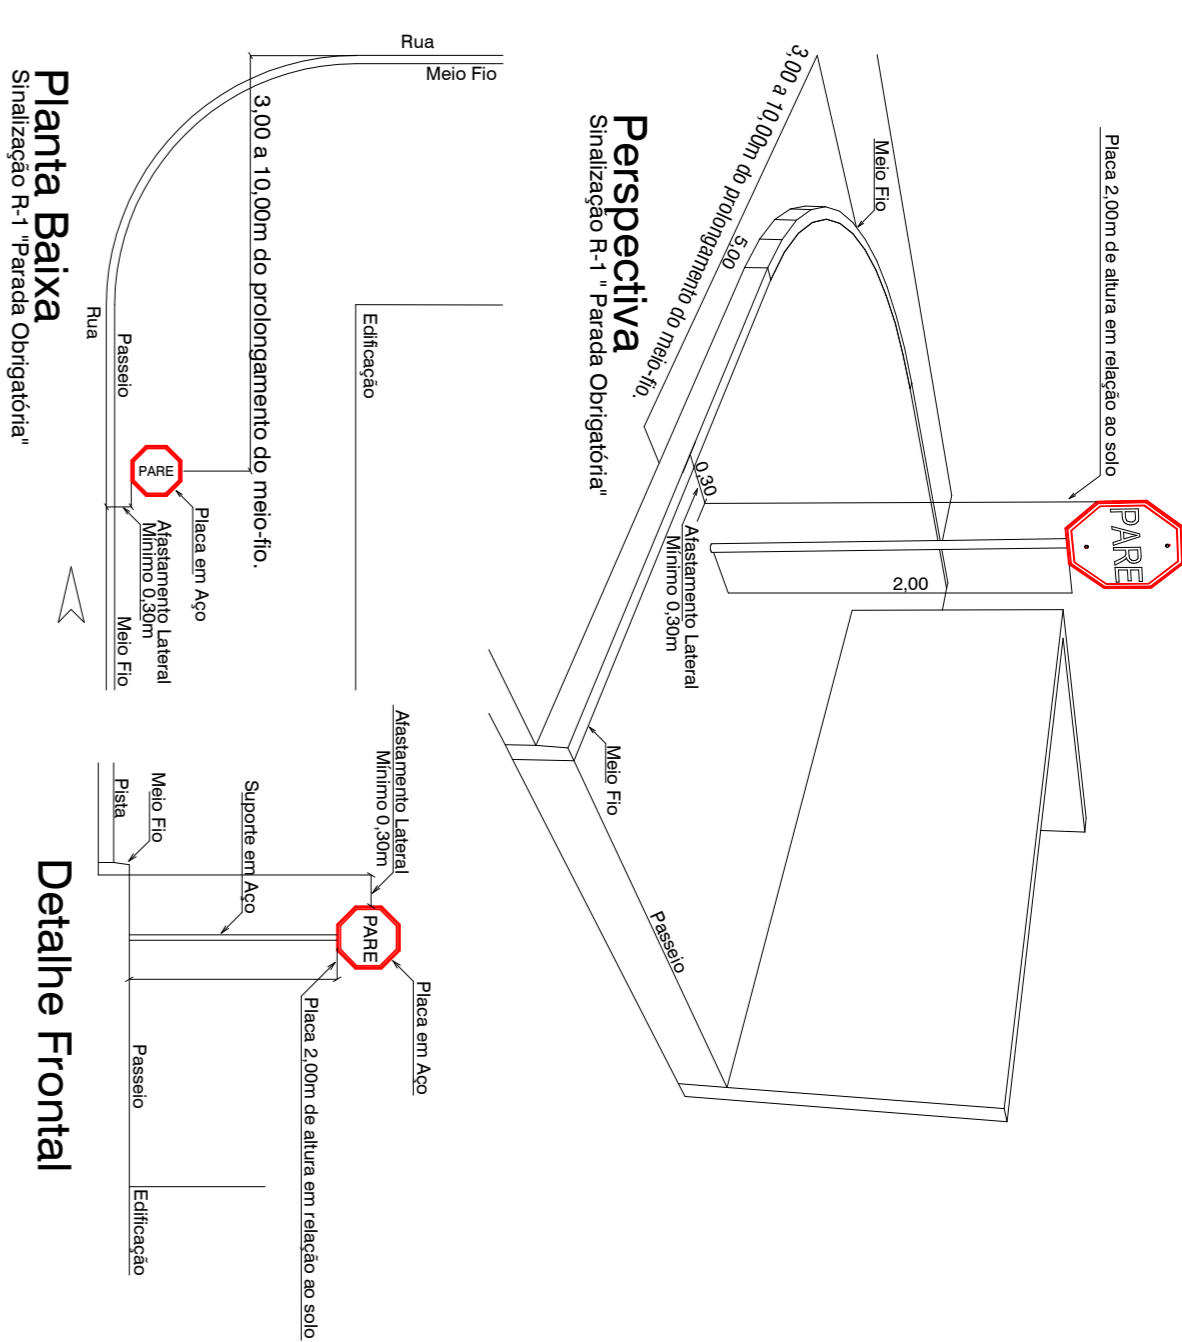 Perspectiva
Sinalização R-1 " Parada Obrigatória"
3,00 a 10,00m do prolongamento do meio-fio.
5,00
Meio Fio
Placa 2,00m de altura em relação ao solo
PARE
2,00
0,30
Afastamento Lateral
Mínimo 0,30m
Meio Fio
Passeio
Planta Baixa
Sinalização R-1 "Parada Obrigatória"
Rua
Meio Fio
3,00 a 10,00m do prolongamento do meio-fio.
Edificação
Rua
Passeio
PARE
Placa em Aço
Afastamento Lateral
Mínimo 0,30m
Meio Fio
Detalhe Frontal
Afastamento Lateral
Mínimo 0,30m
Suporte em Aço
Meio Fio
Pista
PARE
Placa em Aço
Placa 2,00m de altura em relação ao solo
Passeio
Edificação